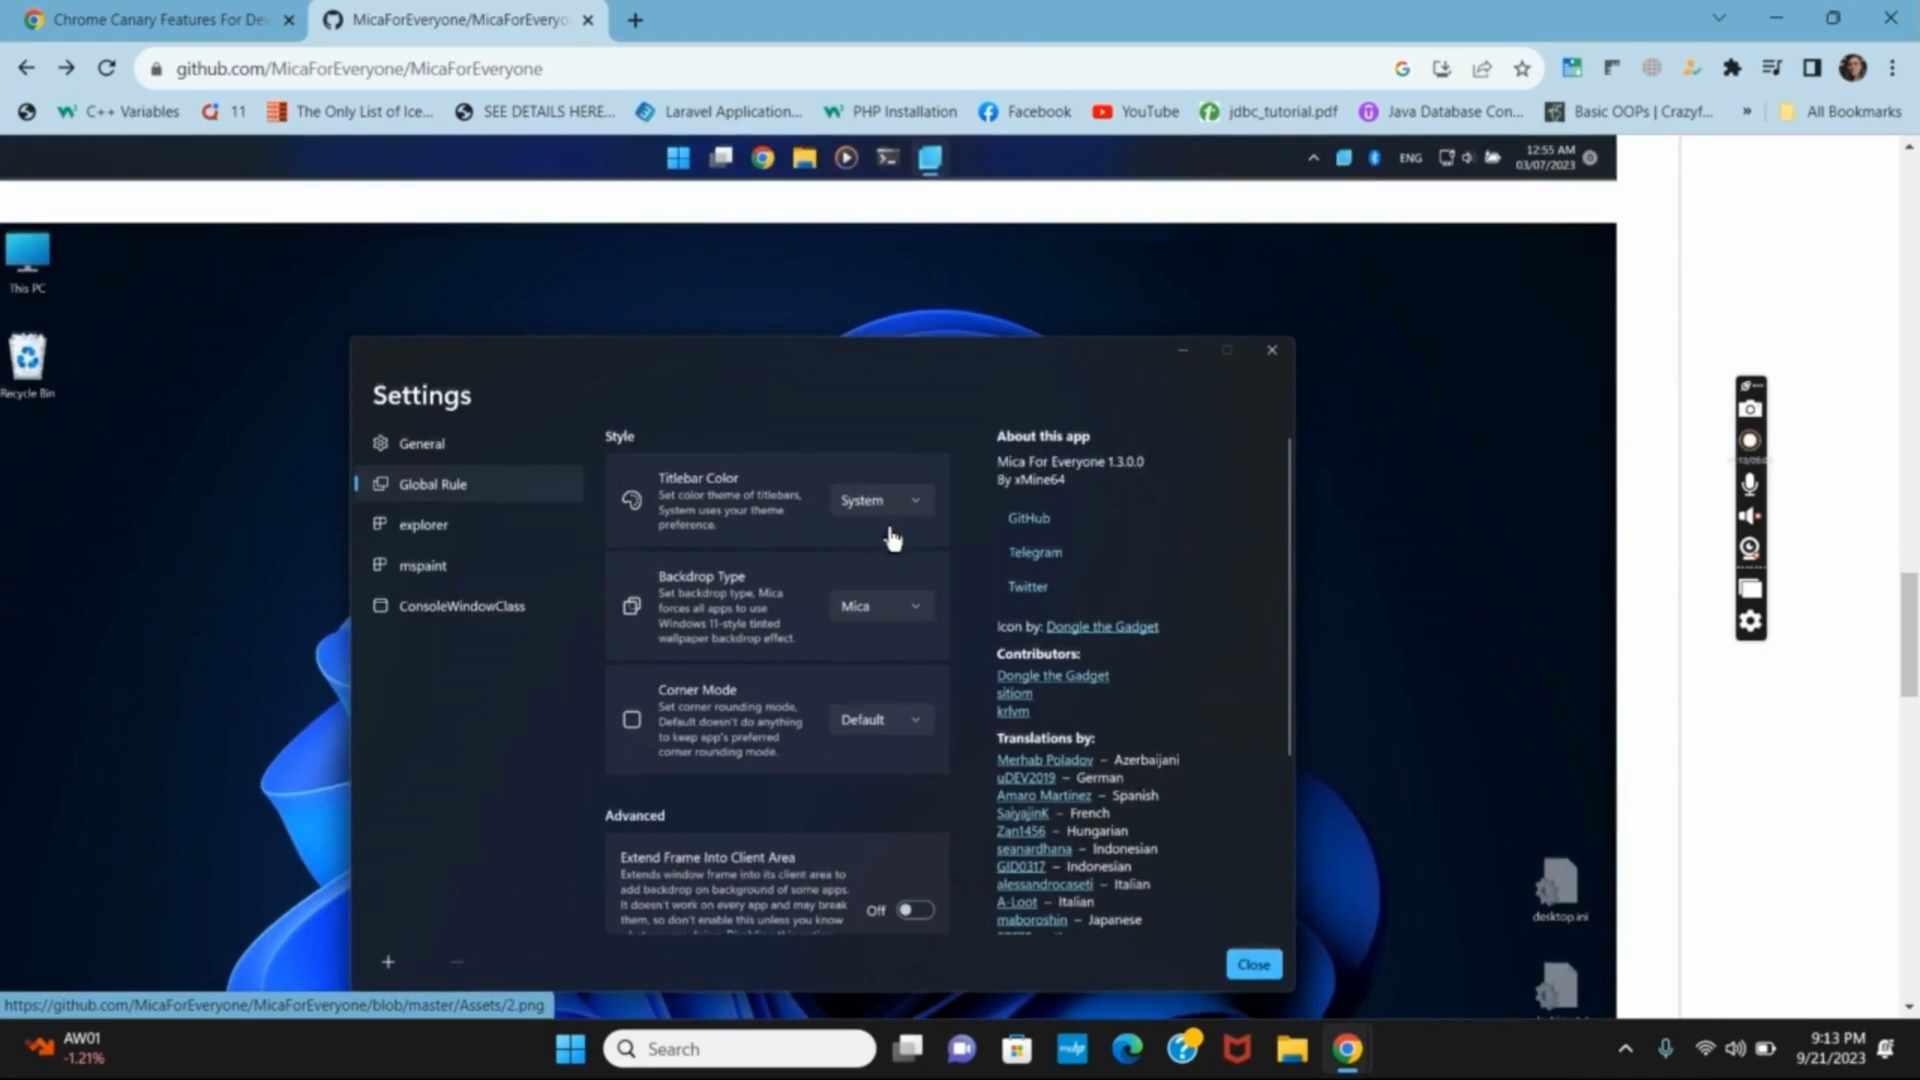 Chrome Canary Features For Dev
MicaForEveryone/MicaForEveryo
github.com/MicaForEveryone/MicaForEveryone
C++ Variables
11
The Only List of Ice...
SEE DETAILS HERE...
Laravel Application...
PHP Installation
Facebook
YouTube
jdbc_tutorial.pdf
Java Database Con...
Basic OOPs | Crazyf...
»
All Bookmarks
ENG
12:55 AM
03/07/2023
This PC
Recycle Bin
Settings
General
Global Rule
explorer
mspaint
ConsoleWindowClass
Style
Titlebar Color
Set color theme of titlebars,
System uses your theme
preference.
System
Backdrop Type
Set backdrop type, Mica
forces all apps to use
Windows 11-style tinted
wallpaper backdrop effect.
Mica
Corner Mode
Set corner rounding mode,
Default doesn't do anything
to keep app's preferred
corner rounding mode.
Default
Advanced
Extend Frame Into Client Area
Extends window frame into its client area to
add backdrop on background of some apps.
It doesn't work on every app and may break
them, so don't enable this unless you know
Off
About this app
Mica For Everyone 1.3.0.0
By xMine64
GitHub
Telegram
Twitter
Icon by: Dongle the Gadget
Contributors:
Dongle the Gadget
sitiom
krlvm
Translations by:
Merhab Poladov – Azerbaijani
uDEV2019 – German
Amaro Martinez – Spanish
SaiyajinK – French
Zan1456 – Hungarian
seanardhana – Indonesian
GID0317 – Indonesian
alessandrocaseti – Italian
A-Loot – Italian
maboroshin – Japanese
Close
desktop.ini
https://github.com/MicaForEveryone/MicaForEveryone/blob/master/Assets/2.png
AW01
-1.21%
Search
9:13 PM
9/21/2023